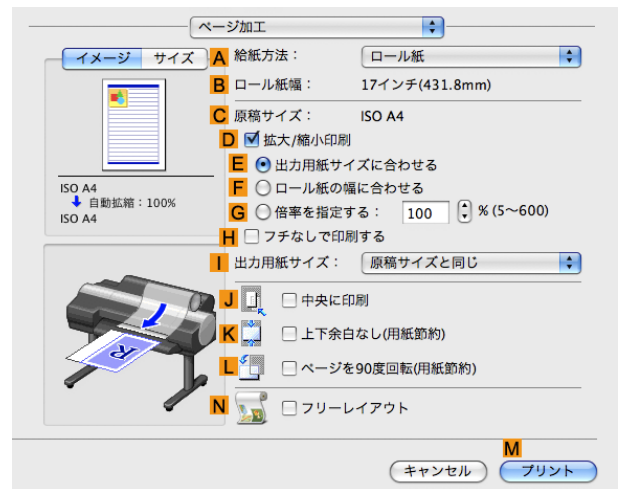 ページ加工
イメージ サイズ
A 給紙方法： ロール紙
B ロール紙幅： 17インチ(431.8mm)
C 原稿サイズ： ISO A4
D 拡大/縮小印刷
E 出力用紙サイズに合わせる
F ロール紙の幅に合わせる
G 倍率を指定する： 100 % (5～600)
ISO A4
自動拡縮：100%
ISO A4
H フチなしで印刷する
I 出力用紙サイズ： 原稿サイズと同じ
J 中央に印刷
K 上下余白なし(用紙節約)
L ページを90度回転(用紙節約)
N フリーレイアウト
R
M
キャンセル プリント